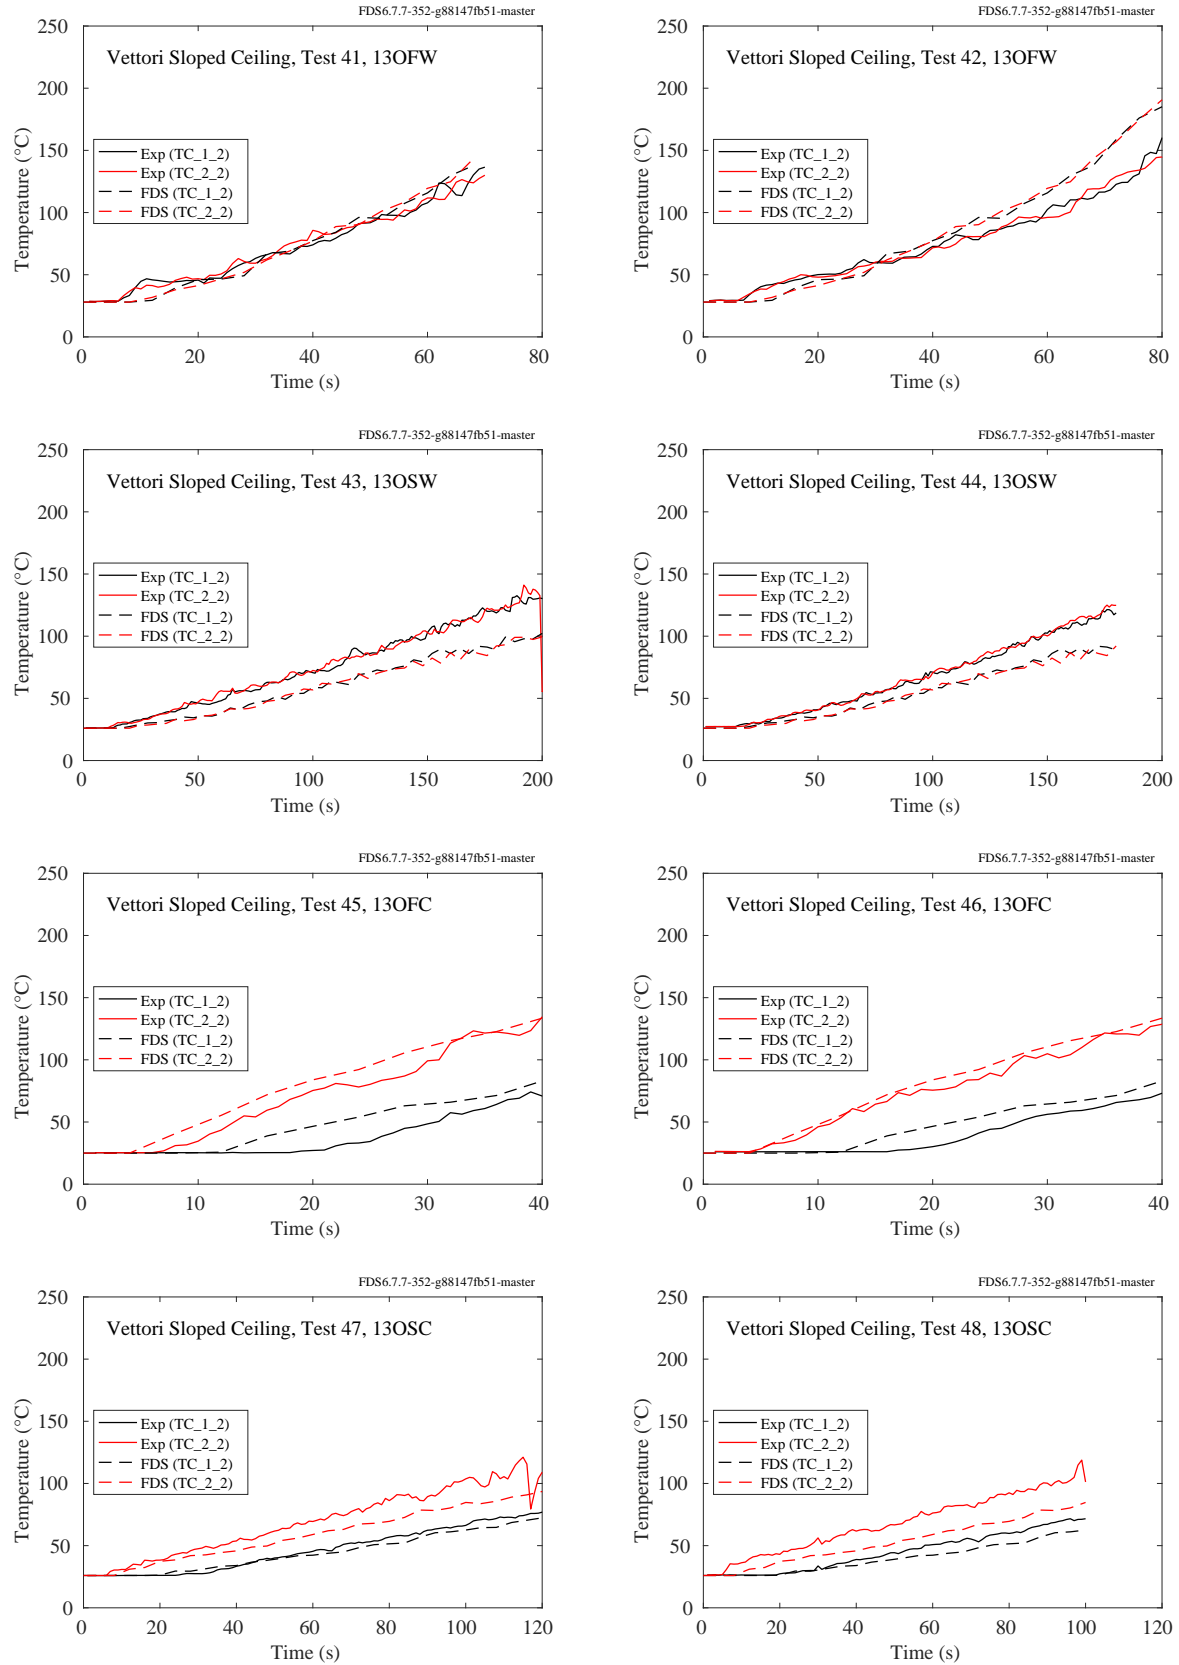 FDS6.7.7-352-g88147fb51-master
Vettori Sloped Ceiling, Test 41, 13OFW
250
200
150
100
50
0
Temperature (°C)
Exp (TC_1_2)
Exp (TC_2_2)
FDS (TC_1_2)
FDS (TC_2_2)
0 20 40 60 80
Time (s)
FDS6.7.7-352-g88147fb51-master
Vettori Sloped Ceiling, Test 42, 13OFW
250
200
150
100
50
0
Temperature (°C)
Exp (TC_1_2)
Exp (TC_2_2)
FDS (TC_1_2)
FDS (TC_2_2)
0 20 40 60 80
Time (s)
FDS6.7.7-352-g88147fb51-master
Vettori Sloped Ceiling, Test 43, 13OSW
250
200
150
100
50
0
Temperature (°C)
Exp (TC_1_2)
Exp (TC_2_2)
FDS (TC_1_2)
FDS (TC_2_2)
0 50 100 150 200
Time (s)
FDS6.7.7-352-g88147fb51-master
Vettori Sloped Ceiling, Test 44, 13OSW
250
200
150
100
50
0
Temperature (°C)
Exp (TC_1_2)
Exp (TC_2_2)
FDS (TC_1_2)
FDS (TC_2_2)
0 50 100 150 200
Time (s)
FDS6.7.7-352-g88147fb51-master
Vettori Sloped Ceiling, Test 45, 13OFC
250
200
150
100
50
0
Temperature (°C)
Exp (TC_1_2)
Exp (TC_2_2)
FDS (TC_1_2)
FDS (TC_2_2)
0 10 20 30 40
Time (s)
FDS6.7.7-352-g88147fb51-master
Vettori Sloped Ceiling, Test 46, 13OFC
250
200
150
100
50
0
Temperature (°C)
Exp (TC_1_2)
Exp (TC_2_2)
FDS (TC_1_2)
FDS (TC_2_2)
0 10 20 30 40
Time (s)
FDS6.7.7-352-g88147fb51-master
Vettori Sloped Ceiling, Test 47, 13OSC
250
200
150
100
50
0
Temperature (°C)
Exp (TC_1_2)
Exp (TC_2_2)
FDS (TC_1_2)
FDS (TC_2_2)
0 20 40 60 80 100 120
Time (s)
FDS6.7.7-352-g88147fb51-master
Vettori Sloped Ceiling, Test 48, 13OSC
250
200
150
100
50
0
Temperature (°C)
Exp (TC_1_2)
Exp (TC_2_2)
FDS (TC_1_2)
FDS (TC_2_2)
0 20 40 60 80 100 120
Time (s)